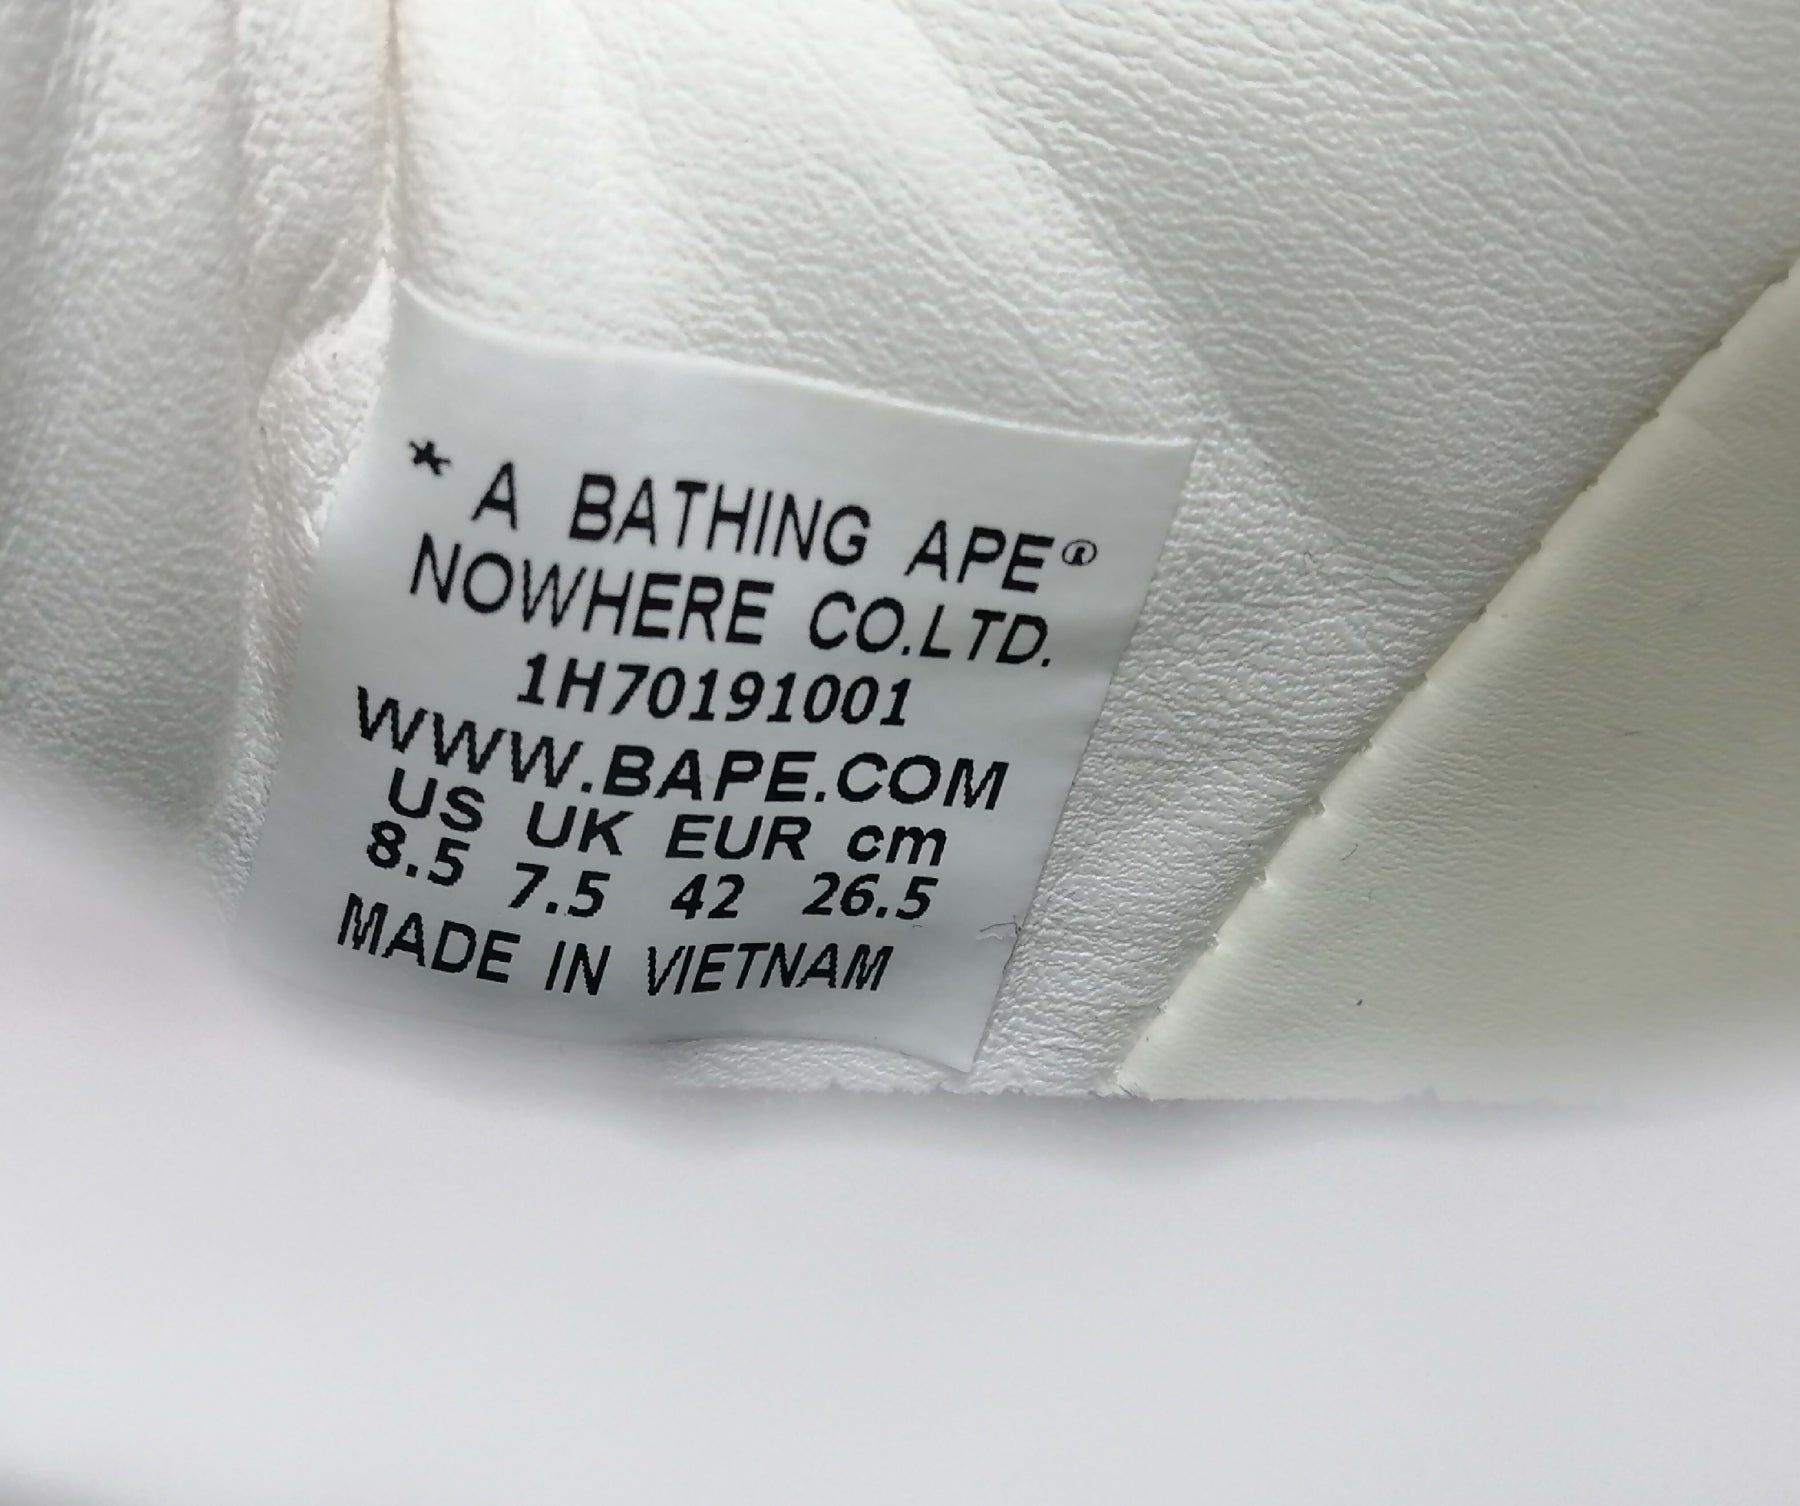 * A BATHING APE®
NOWHERE CO.LTD.
1H70191001
WWW.BAPE.COM
US UK EUR cm
8.5 7.5 42 26.5
MADE IN VIETNAM